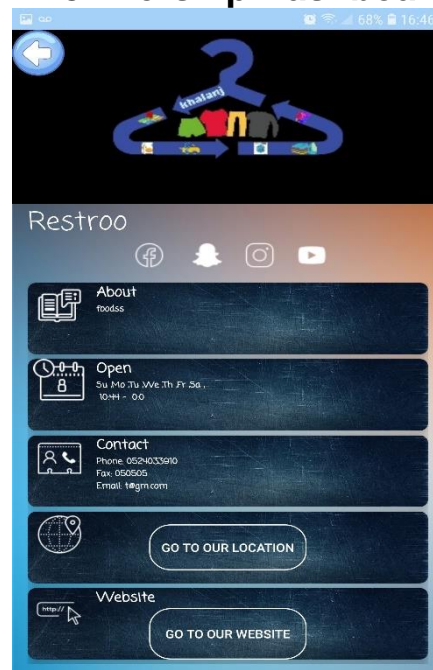 68% 16:46
khalanj
Restroo
About
foodss
Open
8
Su ,Mo ,Tu ,We ,Th ,Fr ,Sa ,
10:44 - 0:0
Contact
Phone: 0524033910
Fax: 050505
Email: t@gm.com
GO TO OUR LOCATION
Website
http://
GO TO OUR WEBSITE